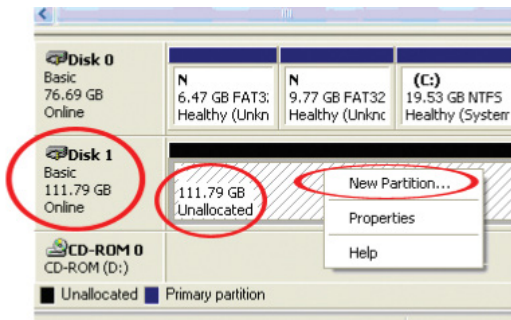 Disk 0
Basic
76.69 GB
Online
N
6.47 GB FAT3:
Healthy (Unkn
N
9.77 GB FAT32
Healthy (Unknc
(C:)
19.53 GB NTFS
Healthy (System
Disk 1
Basic
111.79 GB
Online
111.79 GB
Unallocated
New Partition...
Properties
Help
CD-ROM 0
CD-ROM (D:)
Unallocated Primary partition